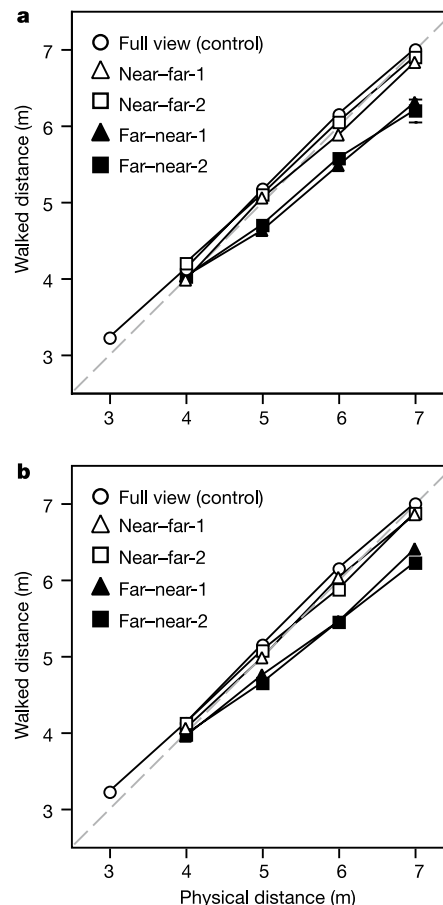 a
Full view (control)
Near–far-1
Near–far-2
Far–near-1
Far–near-2
Walked distance (m)
7
6
5
4
3
3 4 5 6 7
b
Full view (control)
Near–far-1
Near–far-2
Far–near-1
Far–near-2
Walked distance (m)
7
6
5
4
3
3 4 5 6 7
Physical distance (m)